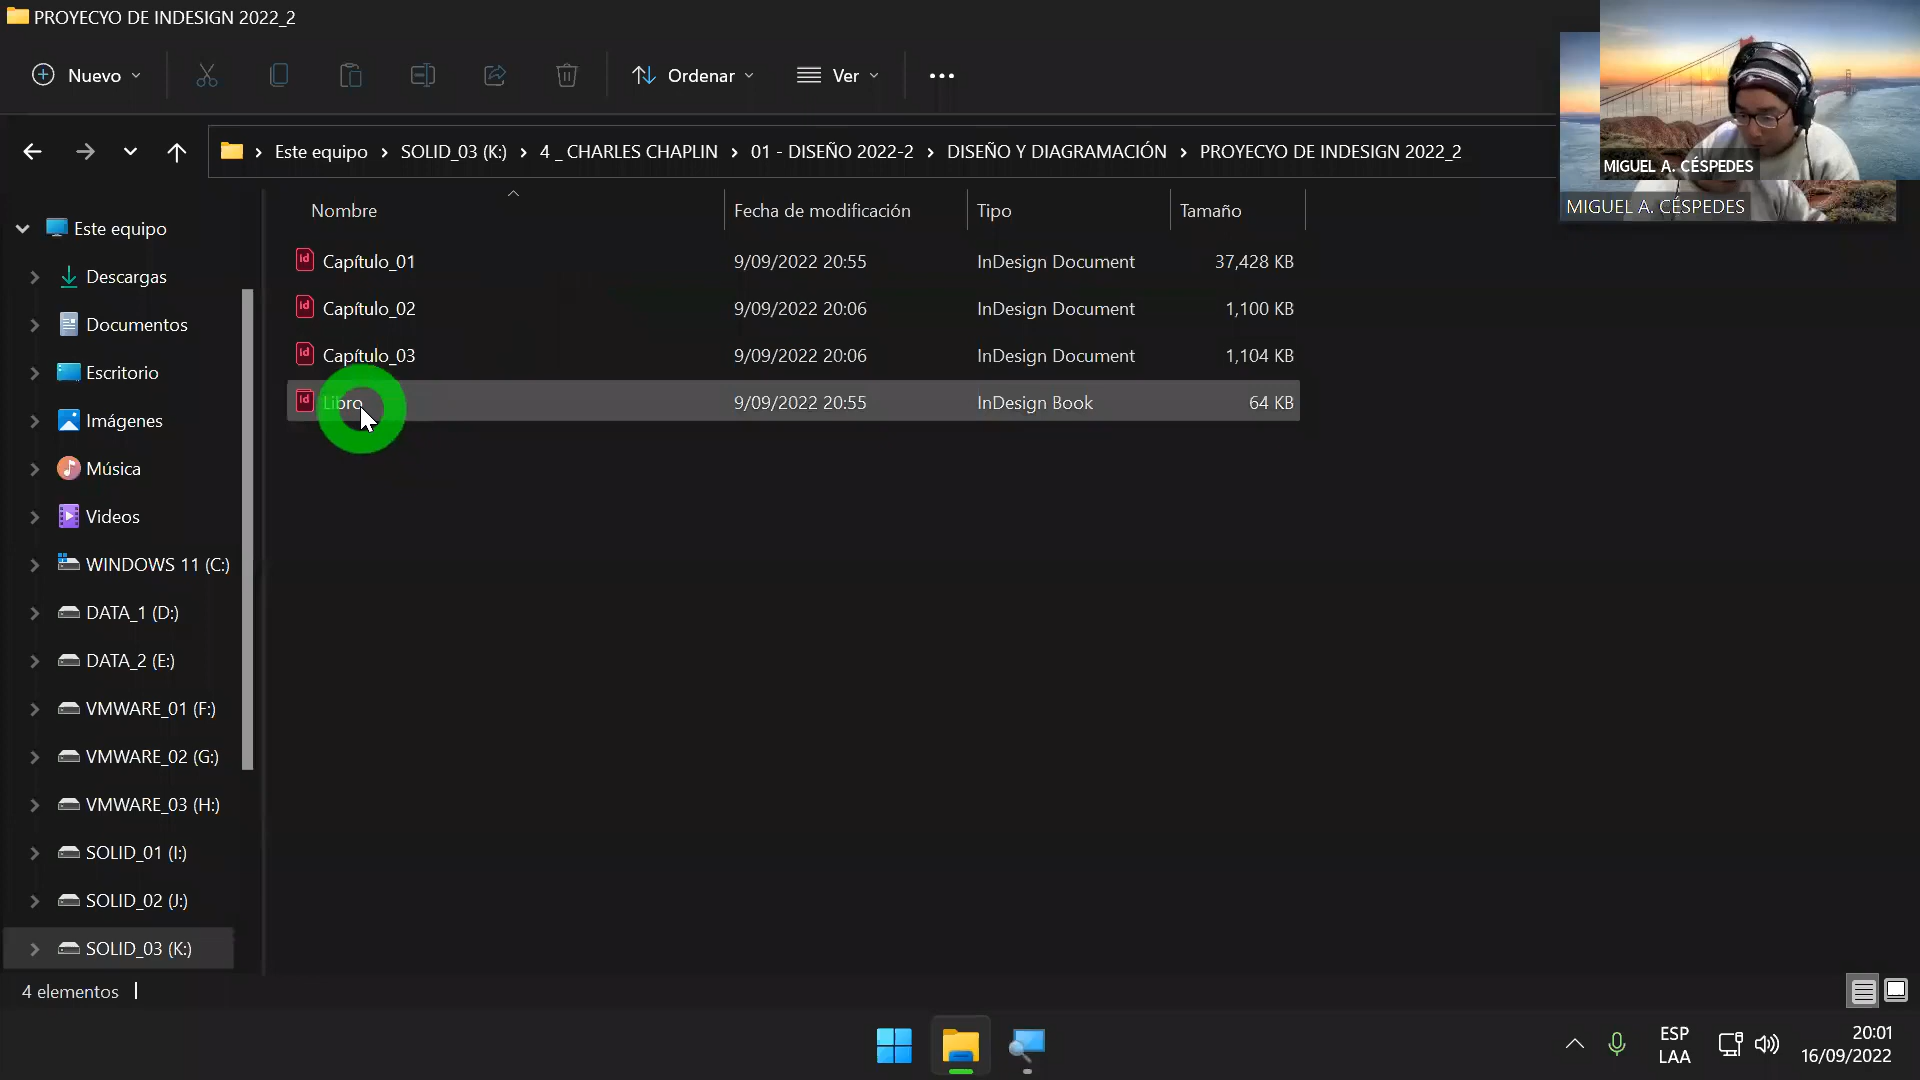 PROYECYO DE INDESIGN 2022_2
Nuevo
Ordenar
Ver
Este equipo > SOLID_03 (K:) > 4 _ CHARLES CHAPLIN > 01 - DISEÑO 2022-2 > DISEÑO Y DIAGRAMACIÓN > PROYECYO DE INDESIGN 2022_2
MIGUEL A. CÉSPEDES
MIGUEL A. CÉSPEDES
Nombre Fecha de modificación Tipo Tamaño
Capítulo_01 9/09/2022 20:55 InDesign Document 37,428 KB
Capítulo_02 9/09/2022 20:06 InDesign Document 1,100 KB
Capítulo_03 9/09/2022 20:06 InDesign Document 1,104 KB
Libro 9/09/2022 20:55 InDesign Book 64 KB
Este equipo
Descargas
Documentos
Escritorio
Imágenes
Música
Videos
WINDOWS 11 (C:)
DATA_1 (D:)
DATA_2 (E:)
VMWARE_01 (F:)
VMWARE_02 (G:)
VMWARE_03 (H:)
SOLID_01 (I:)
SOLID_02 (J:)
SOLID_03 (K:)
4 elementos
ESP
LAA
20:01
16/09/2022